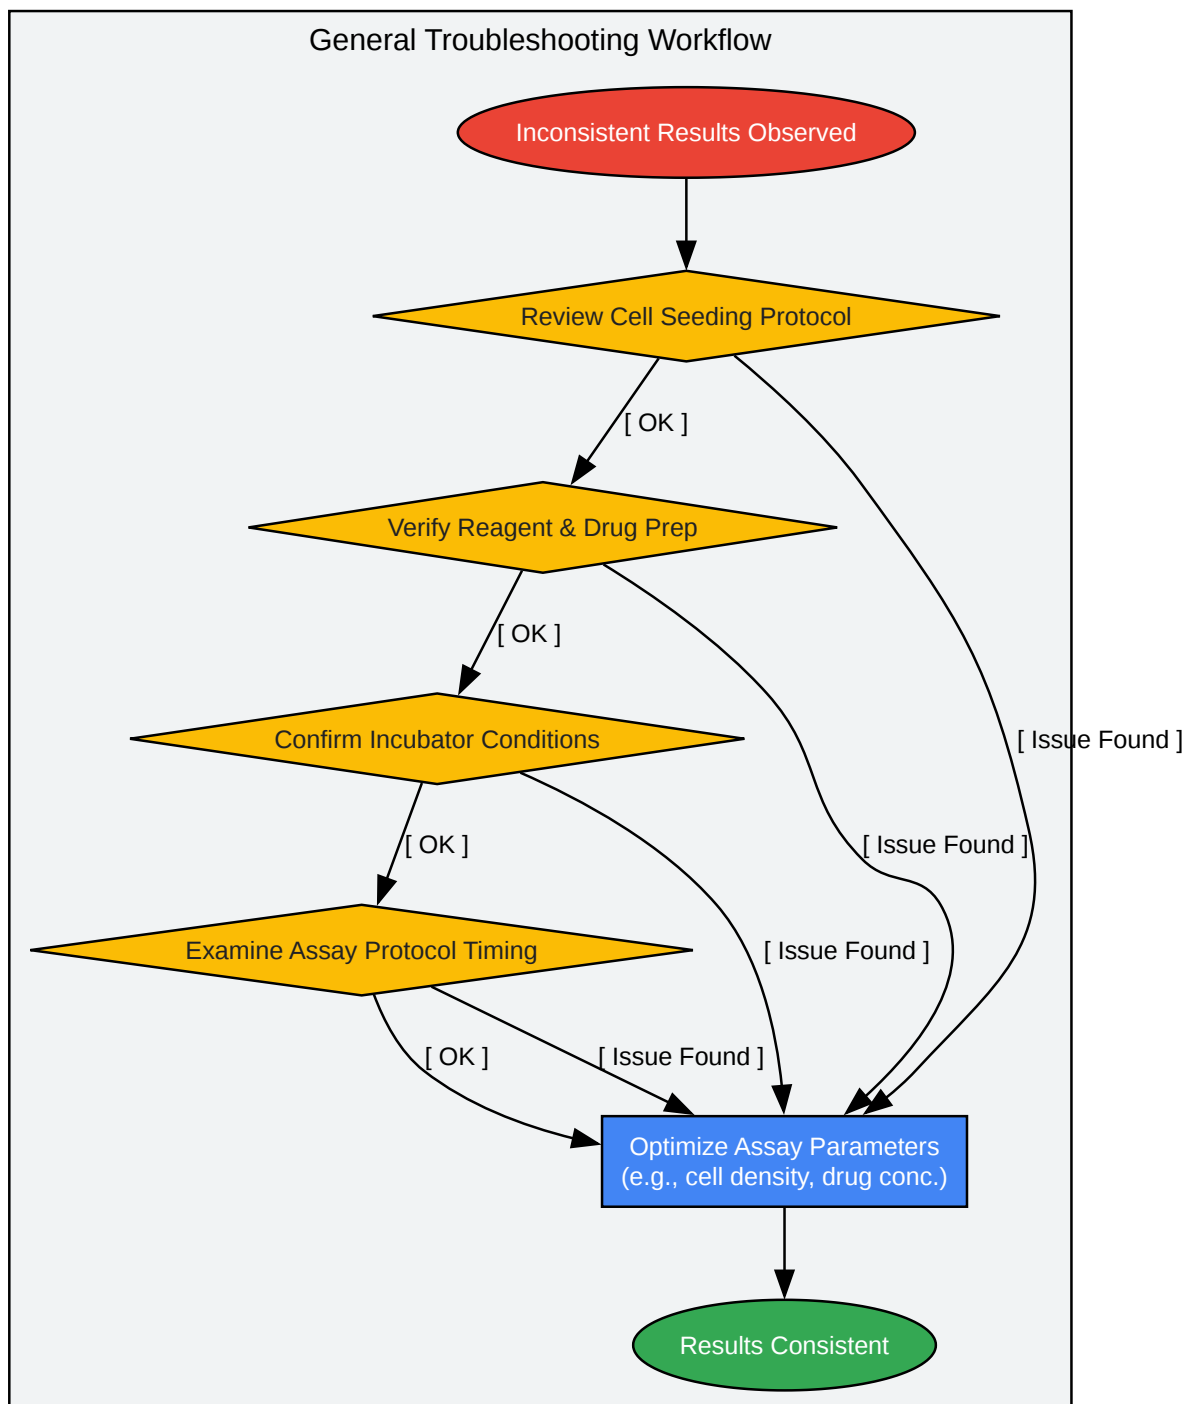 General Troubleshooting Workflow
Inconsistent Results Observed
Review Cell Seeding Protocol
[ OK ]
Verify Reagent & Drug Prep
[ OK ]
Confirm Incubator Conditions
[ Issue Found ]
[ OK ]
[ Issue Found ]
Examine Assay Protocol Timing
[ Issue Found ]
[ OK ]
[ Issue Found ]
Optimize Assay Parameters
(e.g., cell density, drug conc.)
Results Consistent